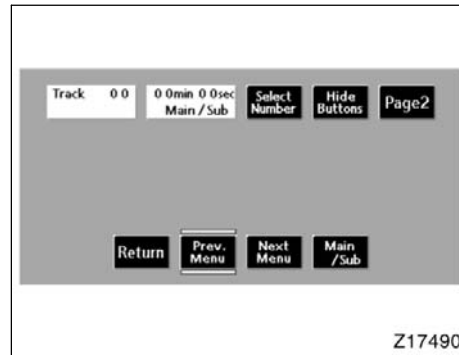 Track 0 0 0 0min 0 0sec Select Hide Page2
Main / Sub Number Buttons
Return Prev. Next Main
Menu Menu /Sub
Z17490